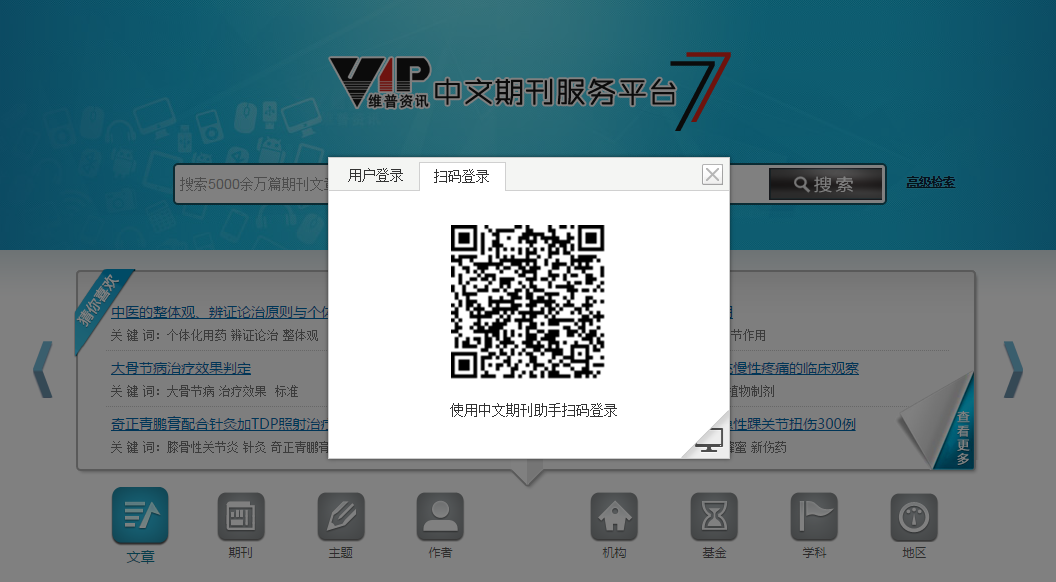 VIP
维普资讯
中文期刊服务平台
7
搜索5000余万篇期刊文
搜索
高级检索
用户登录
扫码登录
使用中文期刊助手扫码登录
猜你喜欢
中医的整体观、辨证论治原则与个体
关 键 词： 个体化用药 辨证论治 整体观
节作用
大骨节病治疗效果判定
关 键 词： 大骨节病 治疗效果 标准
慢性疼痛的临床观察
植物制剂
奇正青鹏膏配合针灸加TDP照射治疗
关 键 词： 膝骨性关节炎 针灸 奇正青鹏膏
性踝关节扭伤300例
蜜 新伤药
查看更多
文章
期刊
主题
作者
机构
基金
学科
地区